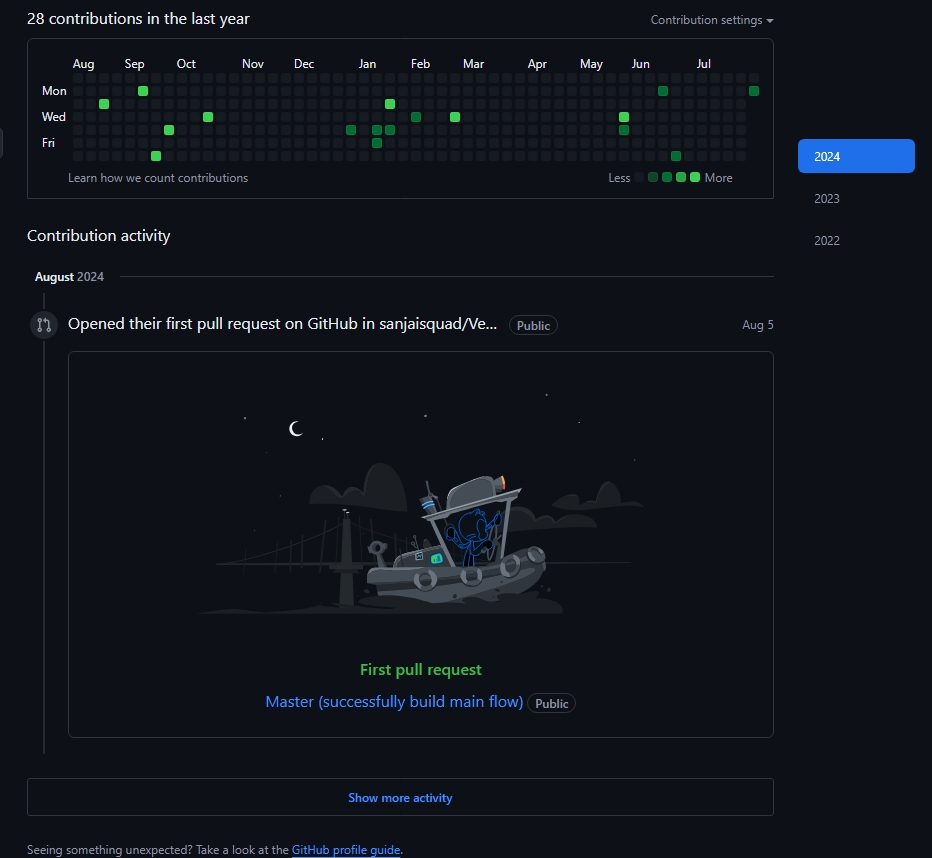 28 contributions in the last year
Contribution settings
Aug Sep Oct Nov Dec Jan Feb Mar Apr May Jun Jul
Mon
Wed
Fri
Learn how we count contributions
Less More
2024
2023
2022
Contribution activity
August 2024
Opened their first pull request on GitHub in sanjaisquad/Ve... Public Aug 5
First pull request
Master (successfully build main flow) Public
Show more activity
Seeing something unexpected? Take a look at the GitHub profile guide.